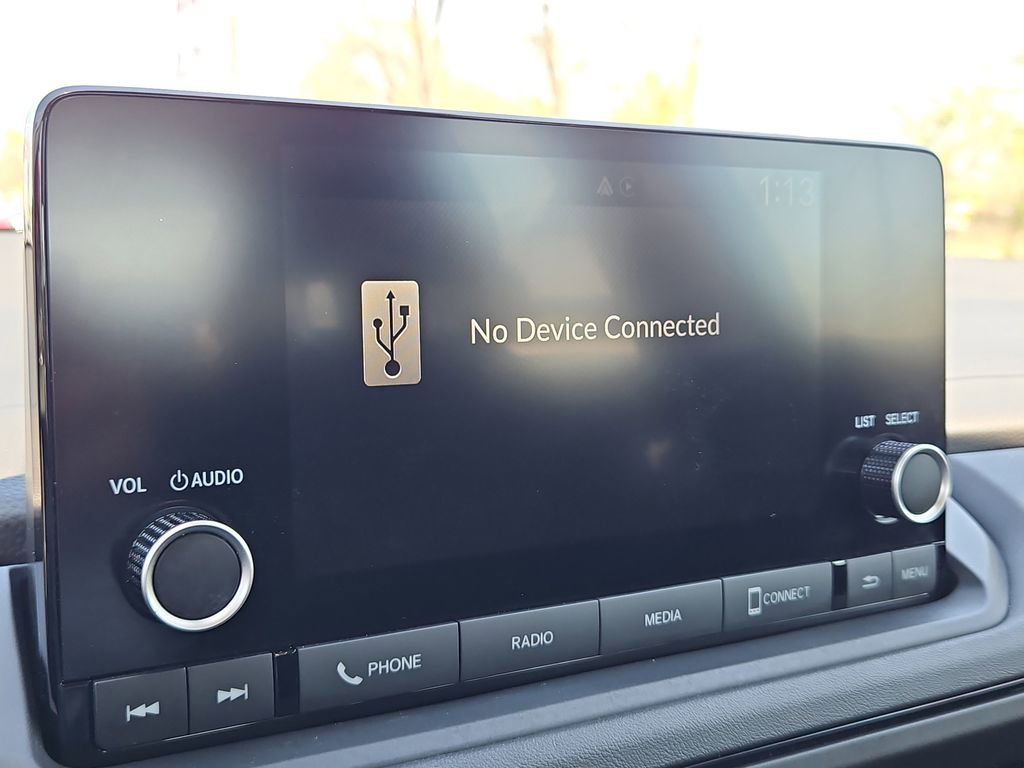 1:13
No Device Connected
LIST SELECT
VOL AUDIO
PHONE
RADIO
MEDIA
CONNECT
MENU